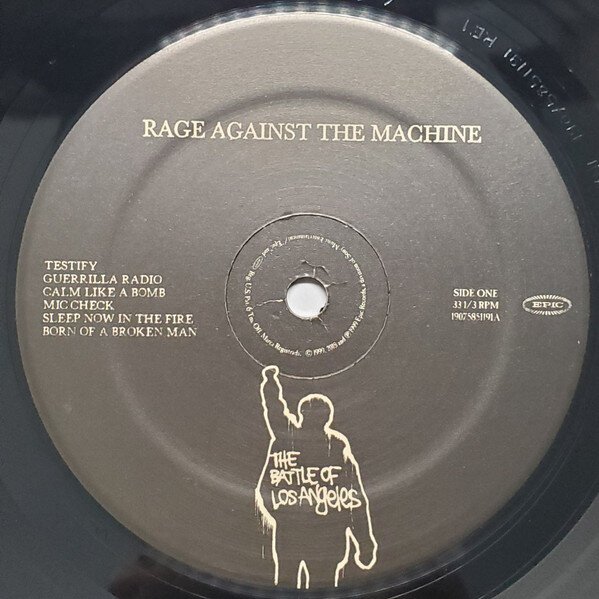 RAGE AGAINST THE MACHINE
TESTIFY
GUERRILLA RADIO
CALM LIKE A BOMB
MIC CHECK
SLEEP NOW IN THE FIRE
BORN OF A BROKEN MAN
SIDE ONE
33 1/3 RPM
19075851191A
EPIC
THE
BATTLE OF
LOS ANgeLes